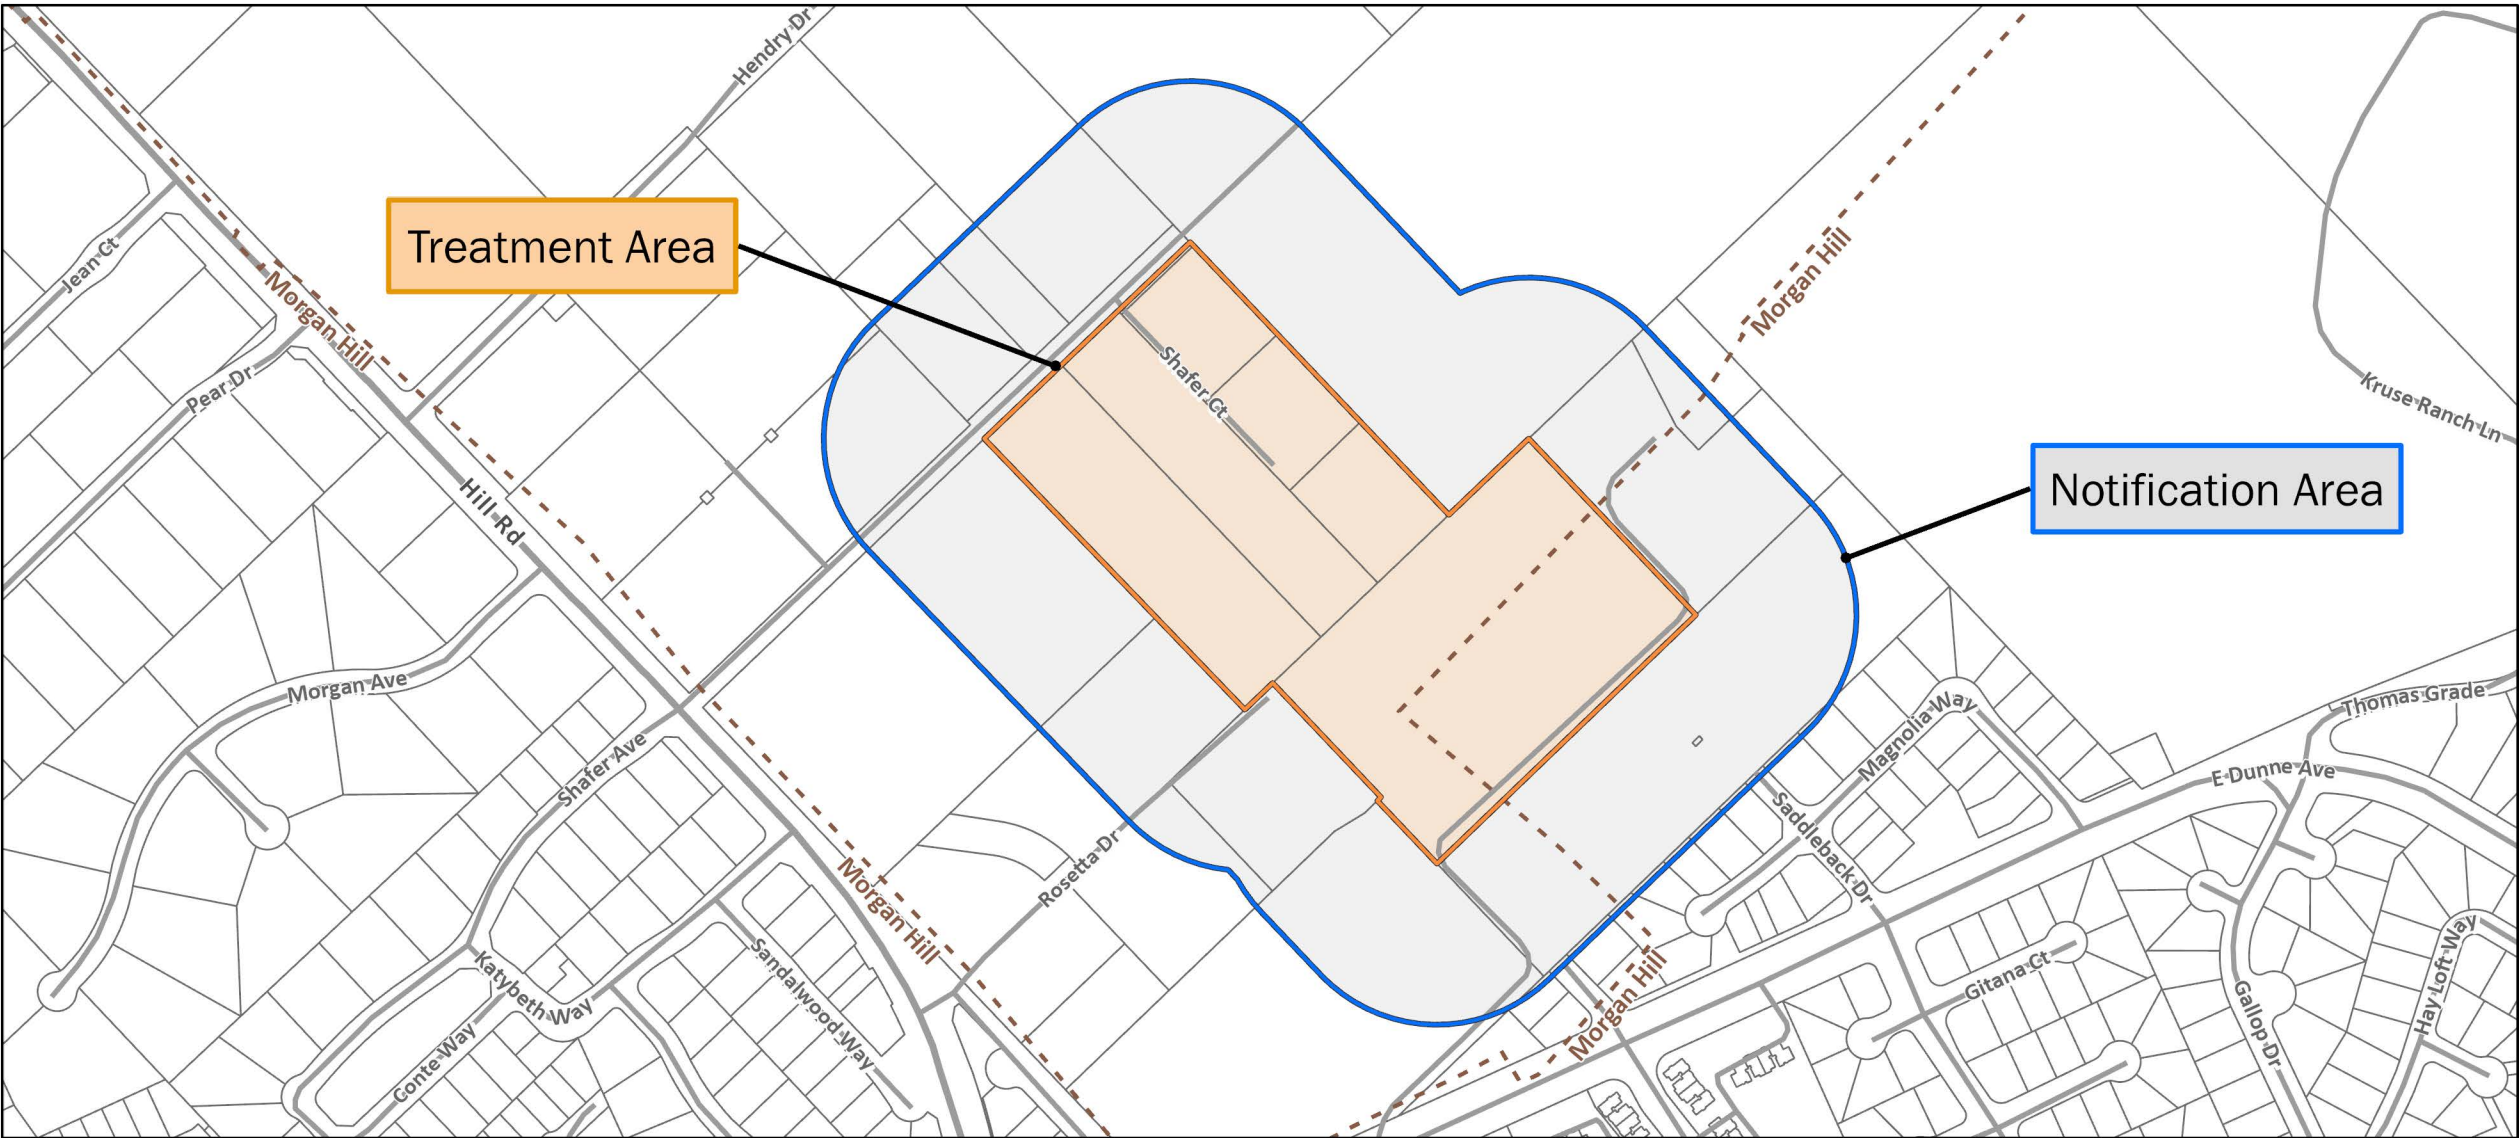 Hendry Dr
Treatment Area
Jean Ct
Morgan Hill
Morgan Hill
Shafer Ct
Pear Dr
Kruse Ranch Ln
Notification Area
Hill Rd
Morgan Ave
Thomas Grade
Magnolia Way
Shafer Ave
E Dunne Ave
Saddleback Dr
Rosetta Dr
Morgan Hill
Hay Loft Way
Katybeth Way
Sandalwood Way
Gitana Ct
Morgan Hill
Gallop Dr
Conte Way